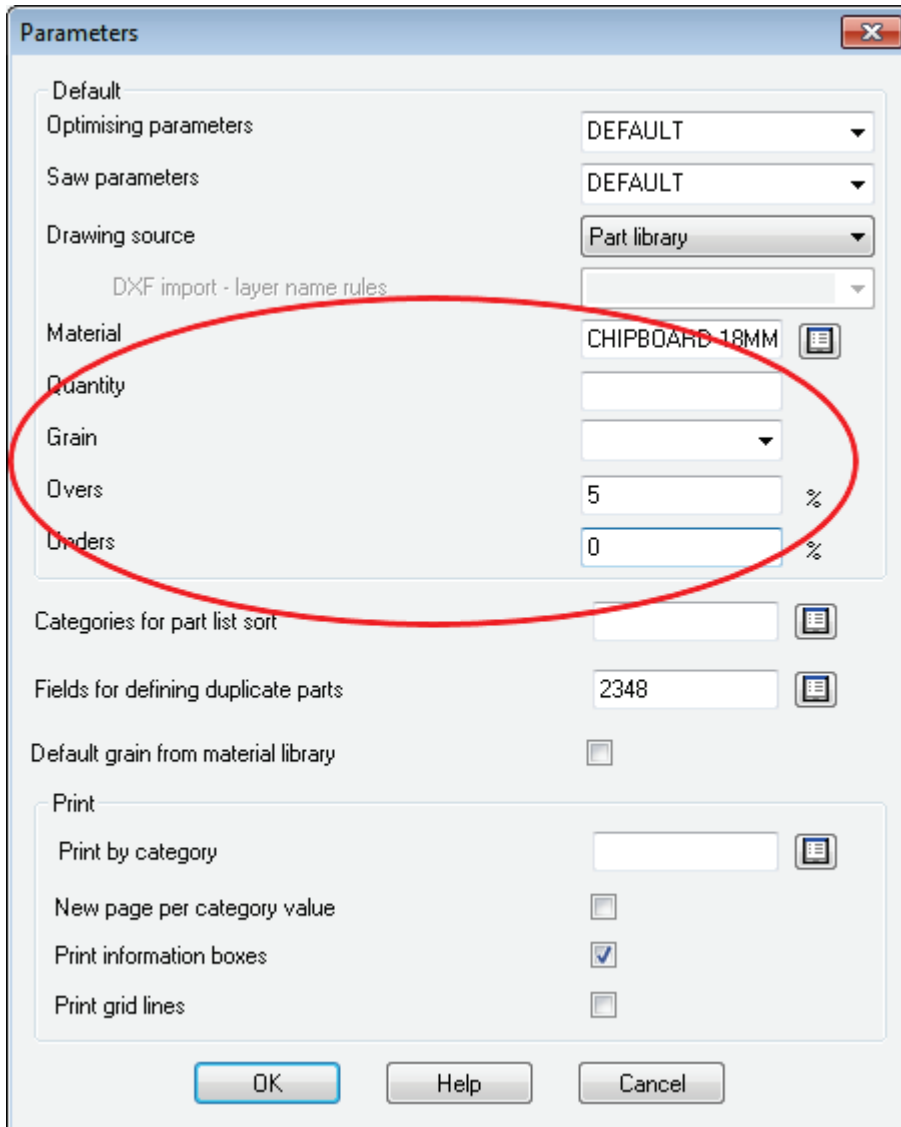 Parameters
Default
Optimising parameters DEFAULT
Saw parameters DEFAULT
Drawing source Part library
DXF import - layer name rules
Material CHIPBOARD-18MM
Quantity
Grain
Overs 5 %
Unders 0 %
Categories for part list sort
Fields for defining duplicate parts 2348
Default grain from material library
Print
Print by category
New page per category value
Print information boxes
Print grid lines
OK Help Cancel